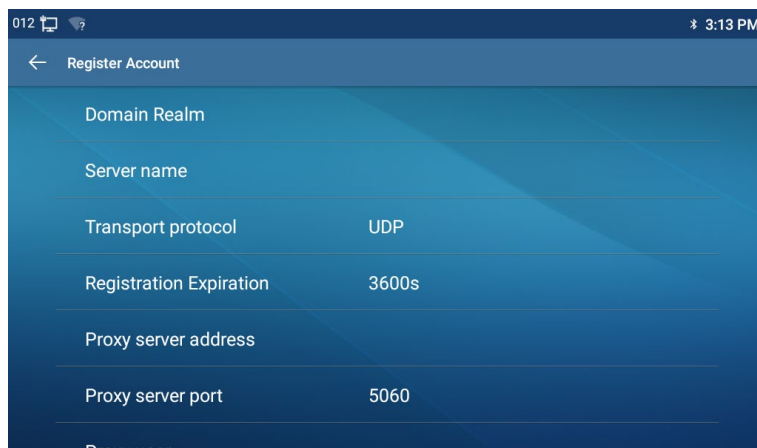 012 3:13 PM
Register Account
Domain Realm
Server name
Transport protocol UDP
Registration Expiration 3600s
Proxy server address
Proxy server port 5060